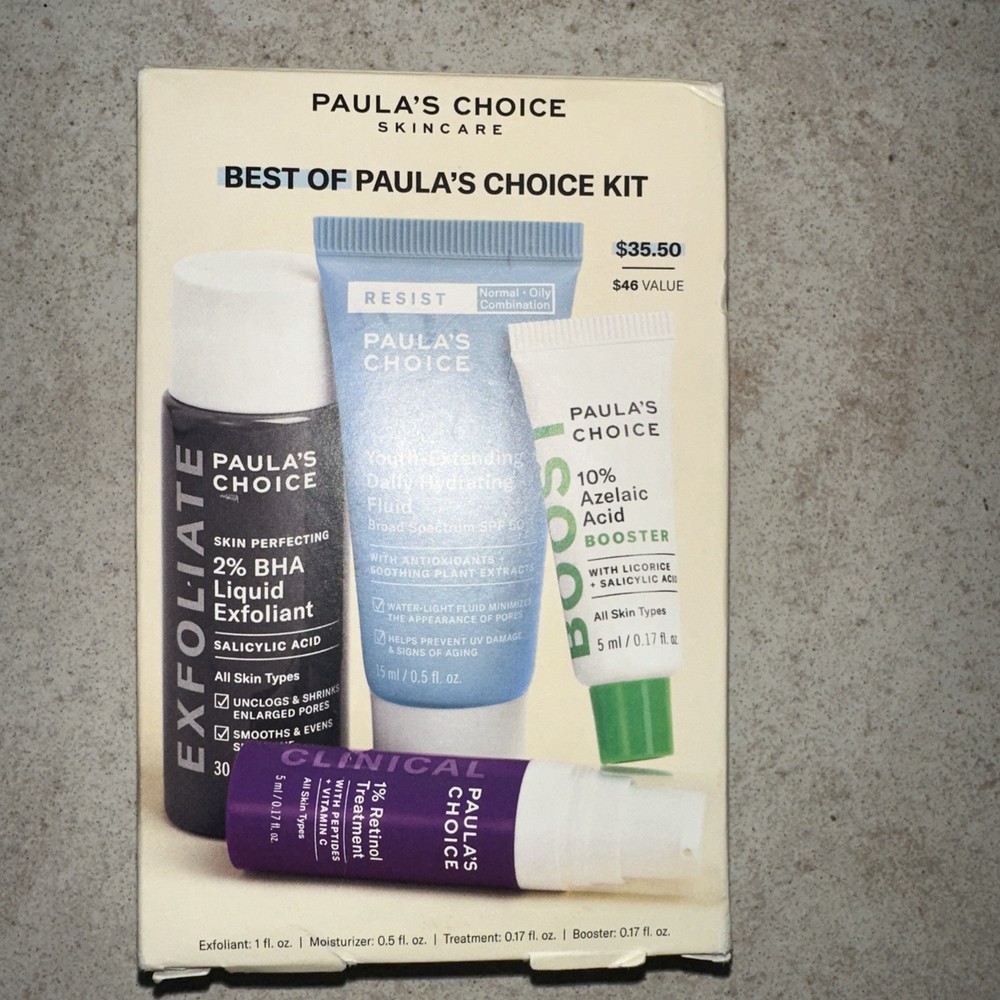 PAULA'S CHOICE
SKINCARE
BEST OF PAULA'S CHOICE KIT
$35.50
$46 VALUE
RESIST
Normal · Oily
Combination
PAULA'S
CHOICE
Youth-Extending
Daily Hydrating
Fluid
Broad Spectrum SPF 50
WITH ANTIOXIDANTS +
SOOTHING PLANT EXTRACTS
WATER-LIGHT FLUID MINIMIZES
THE APPEARANCE OF PORES
HELPS PREVENT UV DAMAGE
& SIGNS OF AGING
15 ml / 0.5 fl. oz.
BOOST
PAULA'S
CHOICE
10%
Azelaic
Acid
BOOSTER
WITH LICORICE
+ SALICYLIC ACID
All Skin Types
5 ml / 0.17 fl. oz.
EXFOLIATE
PAULA'S
CHOICE
SKIN PERFECTING
2% BHA
Liquid
Exfoliant
SALICYLIC ACID
All Skin Types
UNCLOGS & SHRINKS
ENLARGED PORES
SMOOTHS & EVENS
30
CLINICAL
PAULA'S
CHOICE
1% Retinol
Treatment
WITH PEPTIDES
+ VITAMIN C
All Skin Types
5 ml / 0.17 fl. oz.
Exfoliant: 1 fl. oz. | Moisturizer: 0.5 fl. oz. | Treatment: 0.17 fl. oz. | Booster: 0.17 fl. oz.